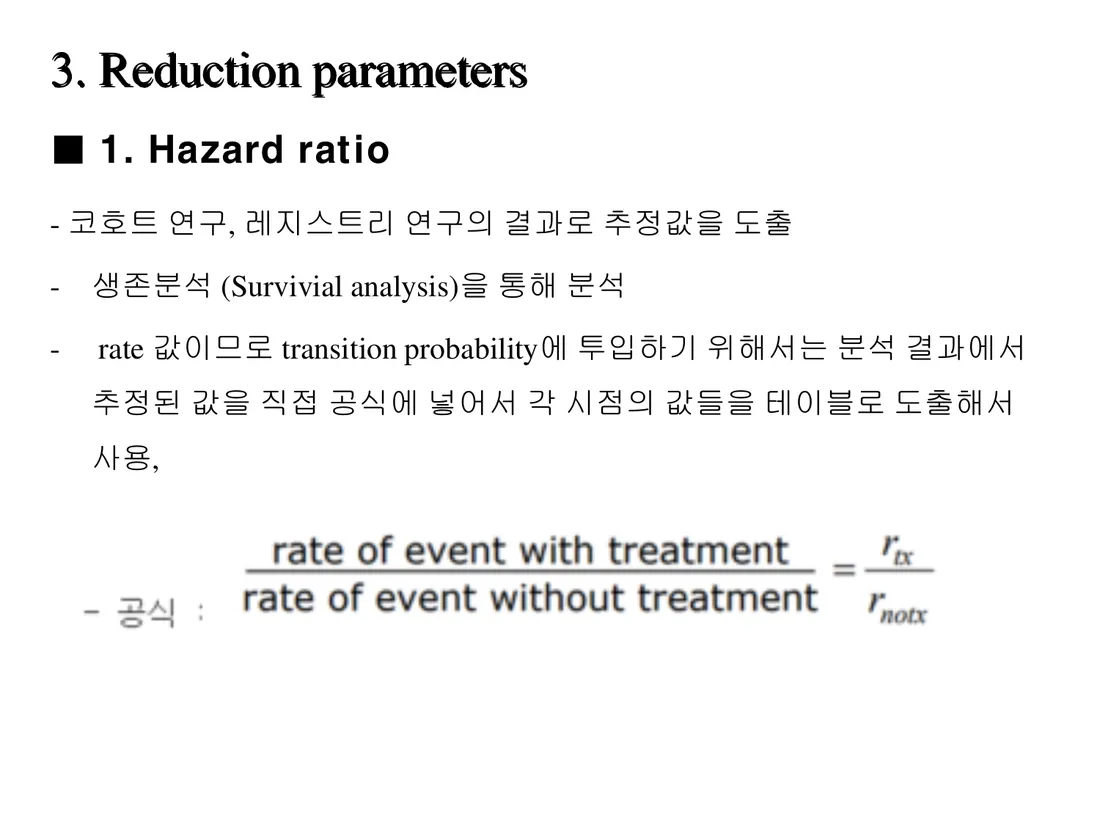 3. Reduction parameters
■ 1. Hazard ratio
- 코호트 연구, 레지스트리 연구의 결과로 추정값을 도출
- 생존분석 (Survivial analysis)을 통해 분석
- rate 값이므로 transition probability에 투입하기 위해서는 분석 결과에서
추정된 값을 직접 공식에 넣어서 각 시점의 값들을 테이블로 도출해서
사용,
- 공식 : rate of event with treatment / rate of event without treatment = r_tx / r_notx